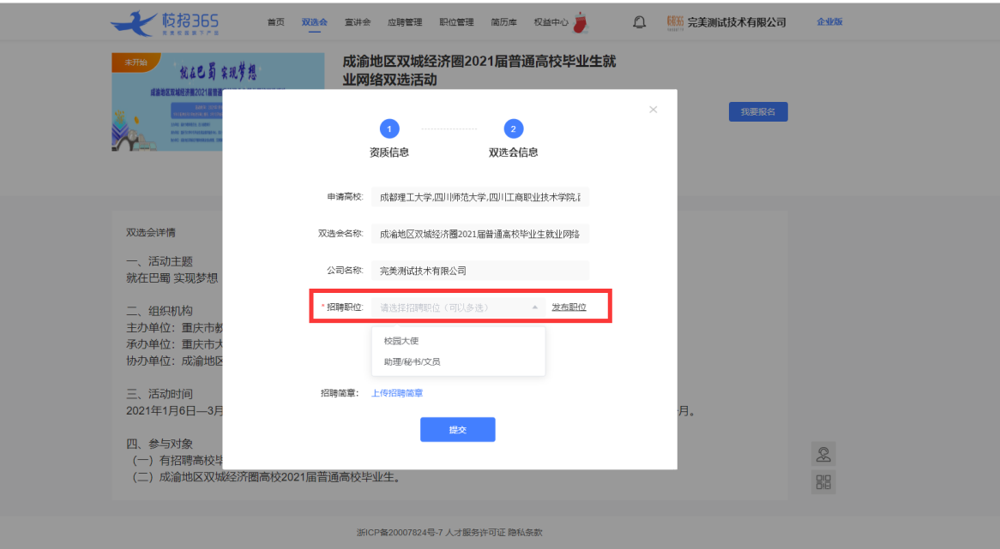 校招365
首页 双选会 宣讲会 应聘管理 职位管理 简历库 权益中心 完美测试技术有限公司 企业版
未开始
就在巴蜀 实现梦想
成渝地区双城经济圈2021届普通高校毕业生就
业网络双选活动
我要报名
1 2
资质信息 双选会信息
申请高校: 成都理工大学,四川师范大学,四川工商职业技术学院,
双选会名称: 成渝地区双城经济圈2021届普通高校毕业生就业网络
公司名称: 完美测试技术有限公司
* 招聘职位: 请选择招聘职位（可以多选） 发布职位
校园大使
助理/秘书/文员
招聘简章: 上传招聘简章
提交
双选会详情
一、活动主题
就在巴蜀 实现梦想
二、组织机构
主办单位：重庆市教
承办单位：重庆市大
协办单位：成渝地区
三、活动时间
2021年1月6日—3月 月。
四、参与对象
（一）有招聘高校毕
（二）成渝地区双城经济圈高校2021届普通高校毕业生。
浙ICP备20007824号-7 人才服务许可证 隐私条款